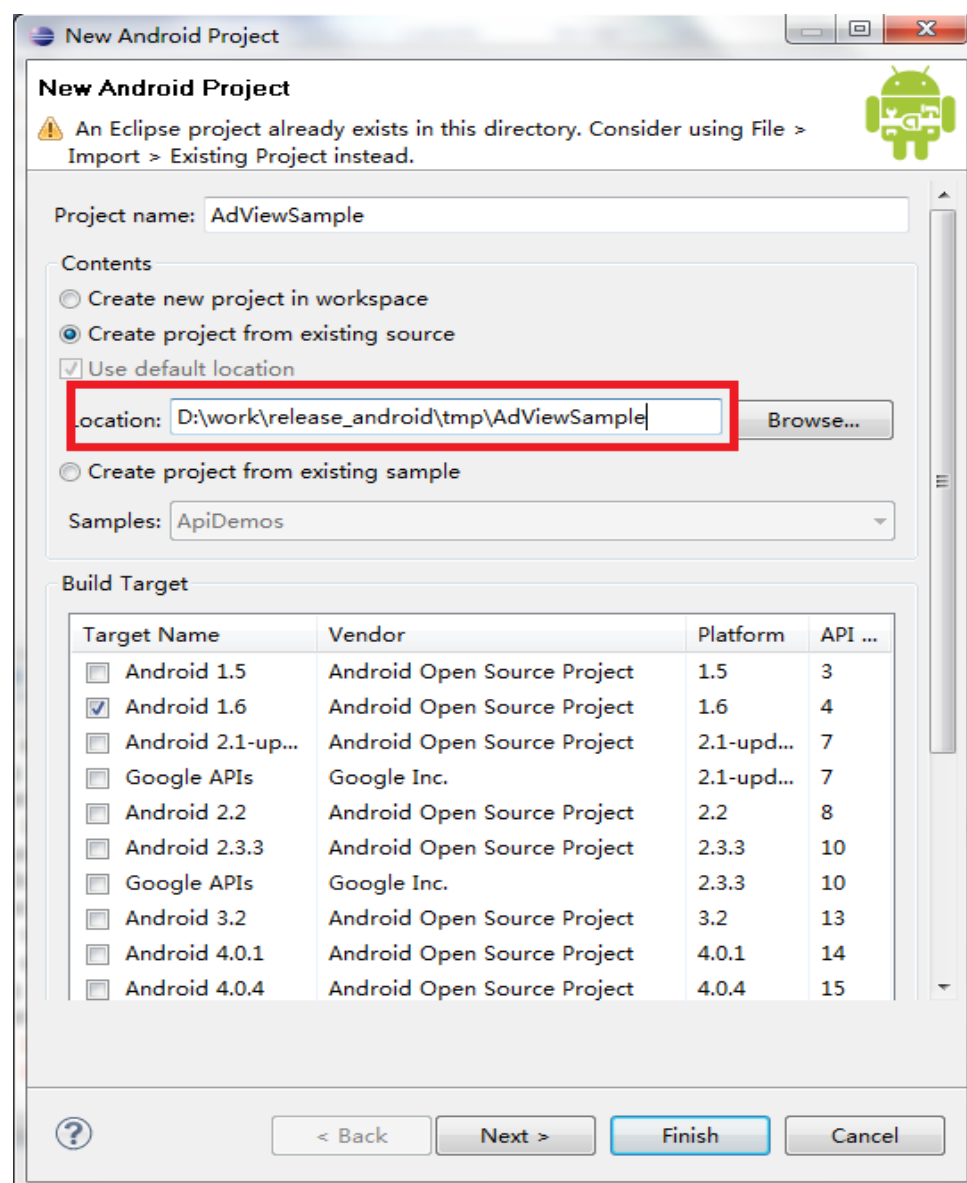 New Android Project
New Android Project
An Eclipse project already exists in this directory. Consider using File >
Import > Existing Project instead.
Project name: AdViewSample
Contents
Create new project in workspace
Create project from existing source
Use default location
Location: D:\work\release_android\tmp\AdViewSample Browse...
Create project from existing sample
Samples: ApiDemos
Build Target
Target Name Vendor Platform API ...
Android 1.5 Android Open Source Project 1.5 3
Android 1.6 Android Open Source Project 1.6 4
Android 2.1-up... Android Open Source Project 2.1-upd... 7
Google APIs Google Inc. 2.1-upd... 7
Android 2.2 Android Open Source Project 2.2 8
Android 2.3.3 Android Open Source Project 2.3.3 10
Google APIs Google Inc. 2.3.3 10
Android 3.2 Android Open Source Project 3.2 13
Android 4.0.1 Android Open Source Project 4.0.1 14
Android 4.0.4 Android Open Source Project 4.0.4 15
? < Back Next > Finish Cancel